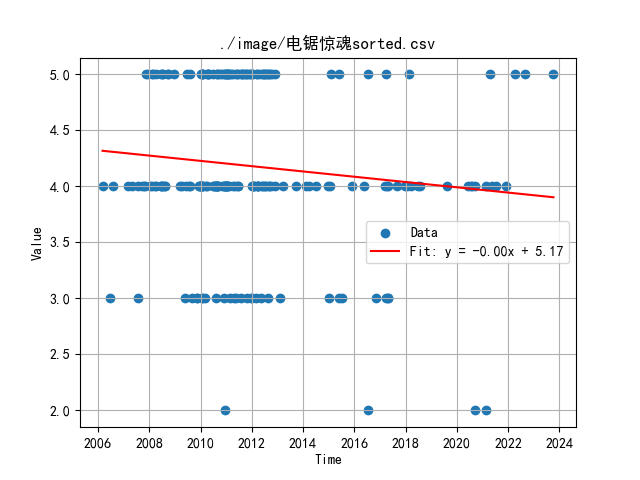 ./image/电锯惊魂sorted.csv
5.0
4.5
4.0
3.5
3.0
2.5
2.0
Value
Data
Fit: y = -0.00x + 5.17
2006 2008 2010 2012 2014 2016 2018 2020 2022 2024
Time